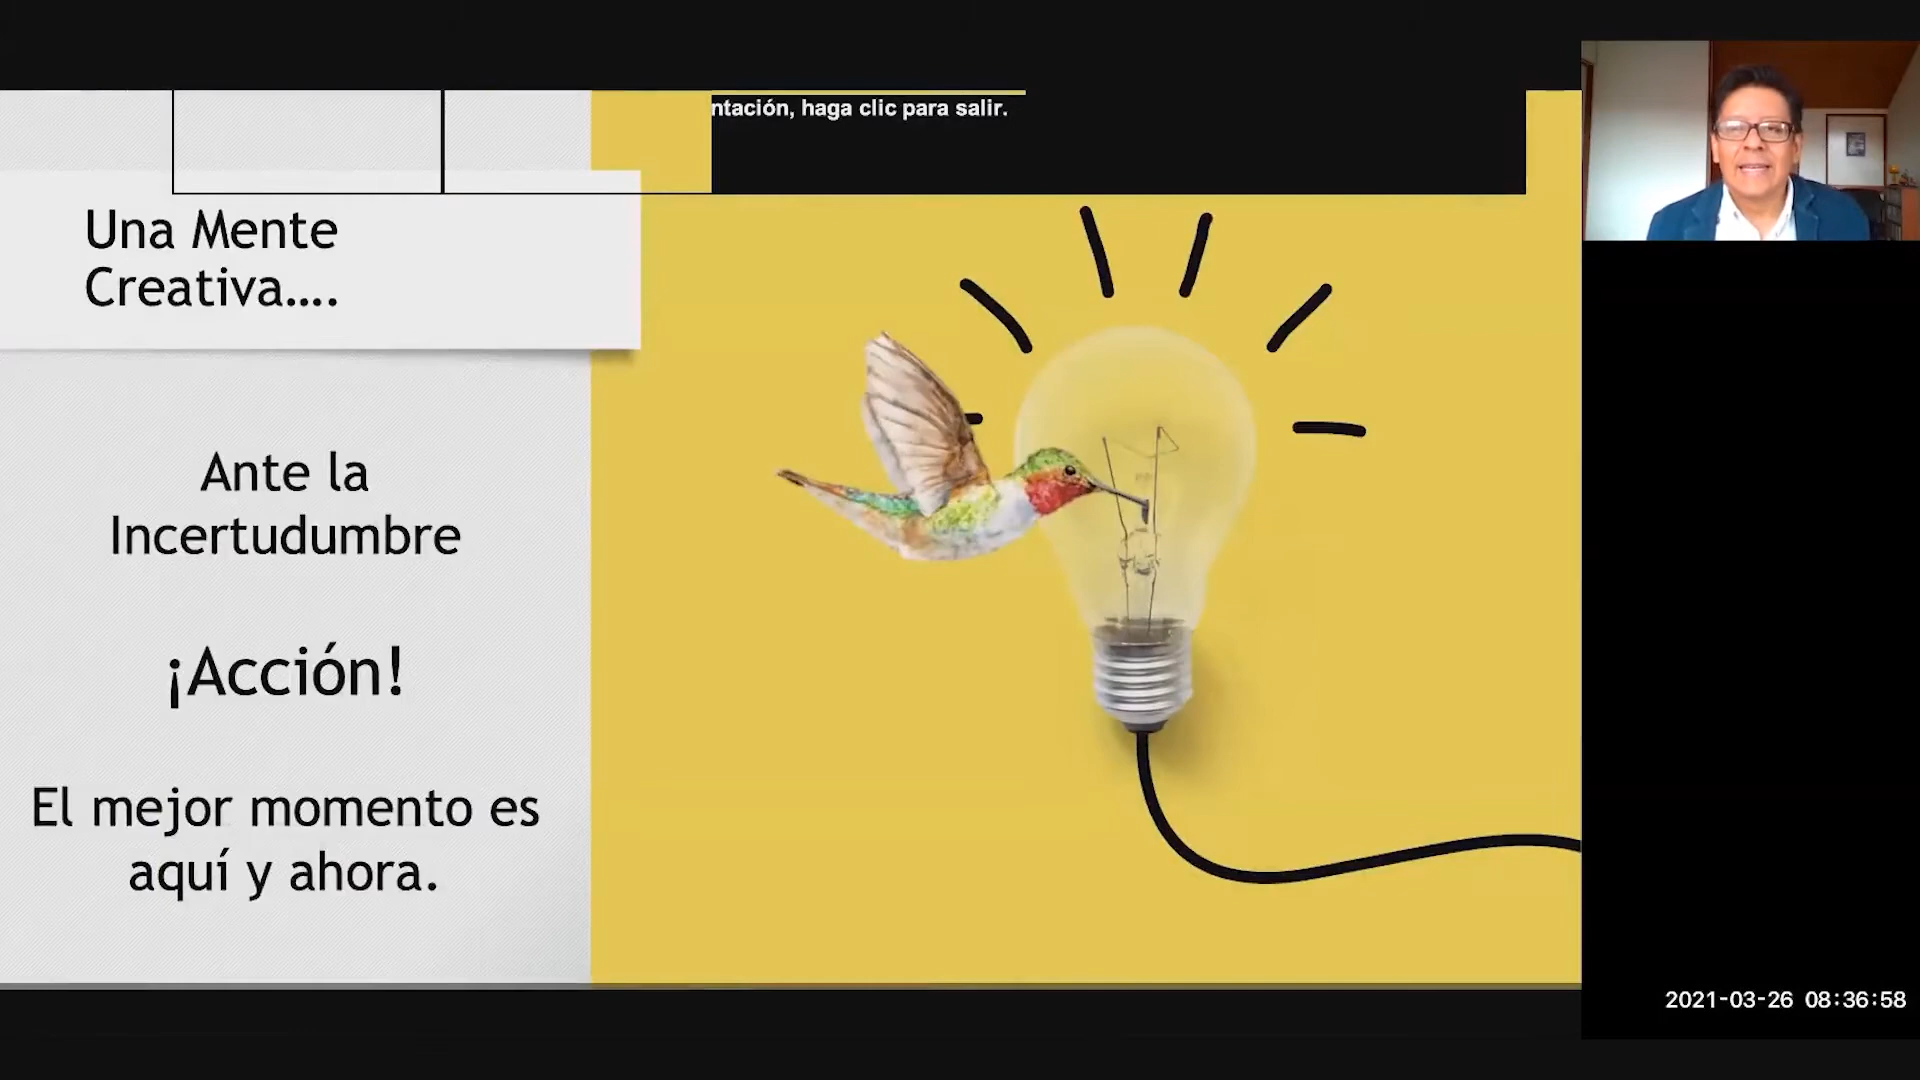 ntación, haga clic para salir.
Una Mente
Creativa....
Ante la
Incertudumbre
¡Acción!
El mejor momento es
aquí y ahora.
2021-03-26 08:36:58